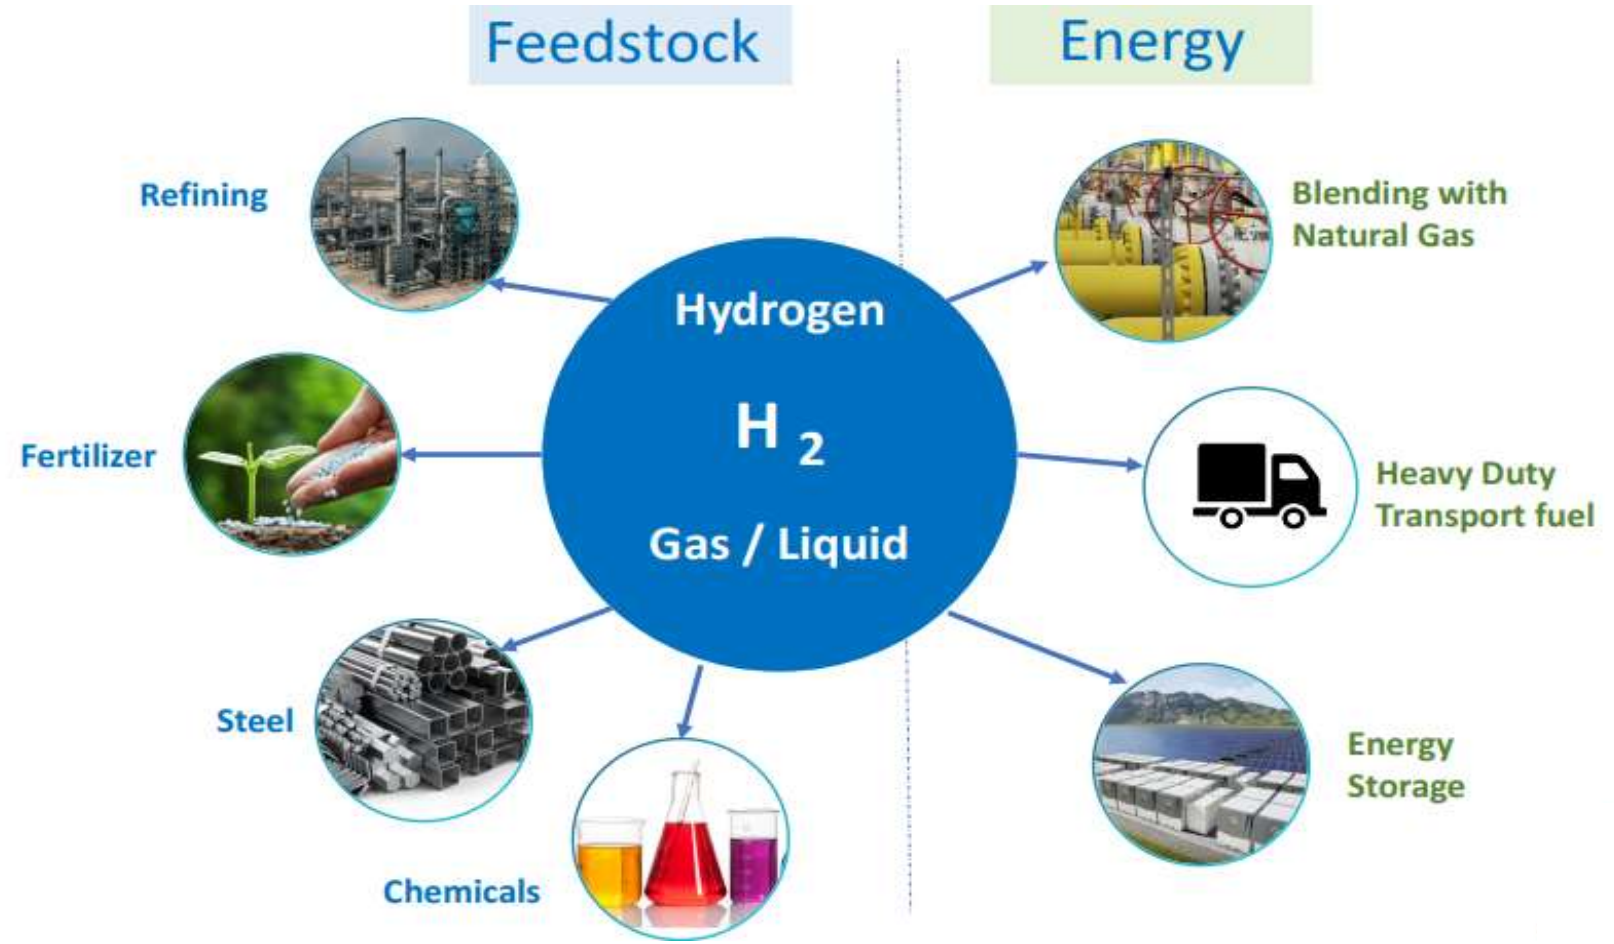 Feedstock
Energy
Refining
Blending with
Natural Gas
Hydrogen
H 2
Gas / Liquid
Fertilizer
Heavy Duty
Transport fuel
Steel
Energy
Storage
Chemicals